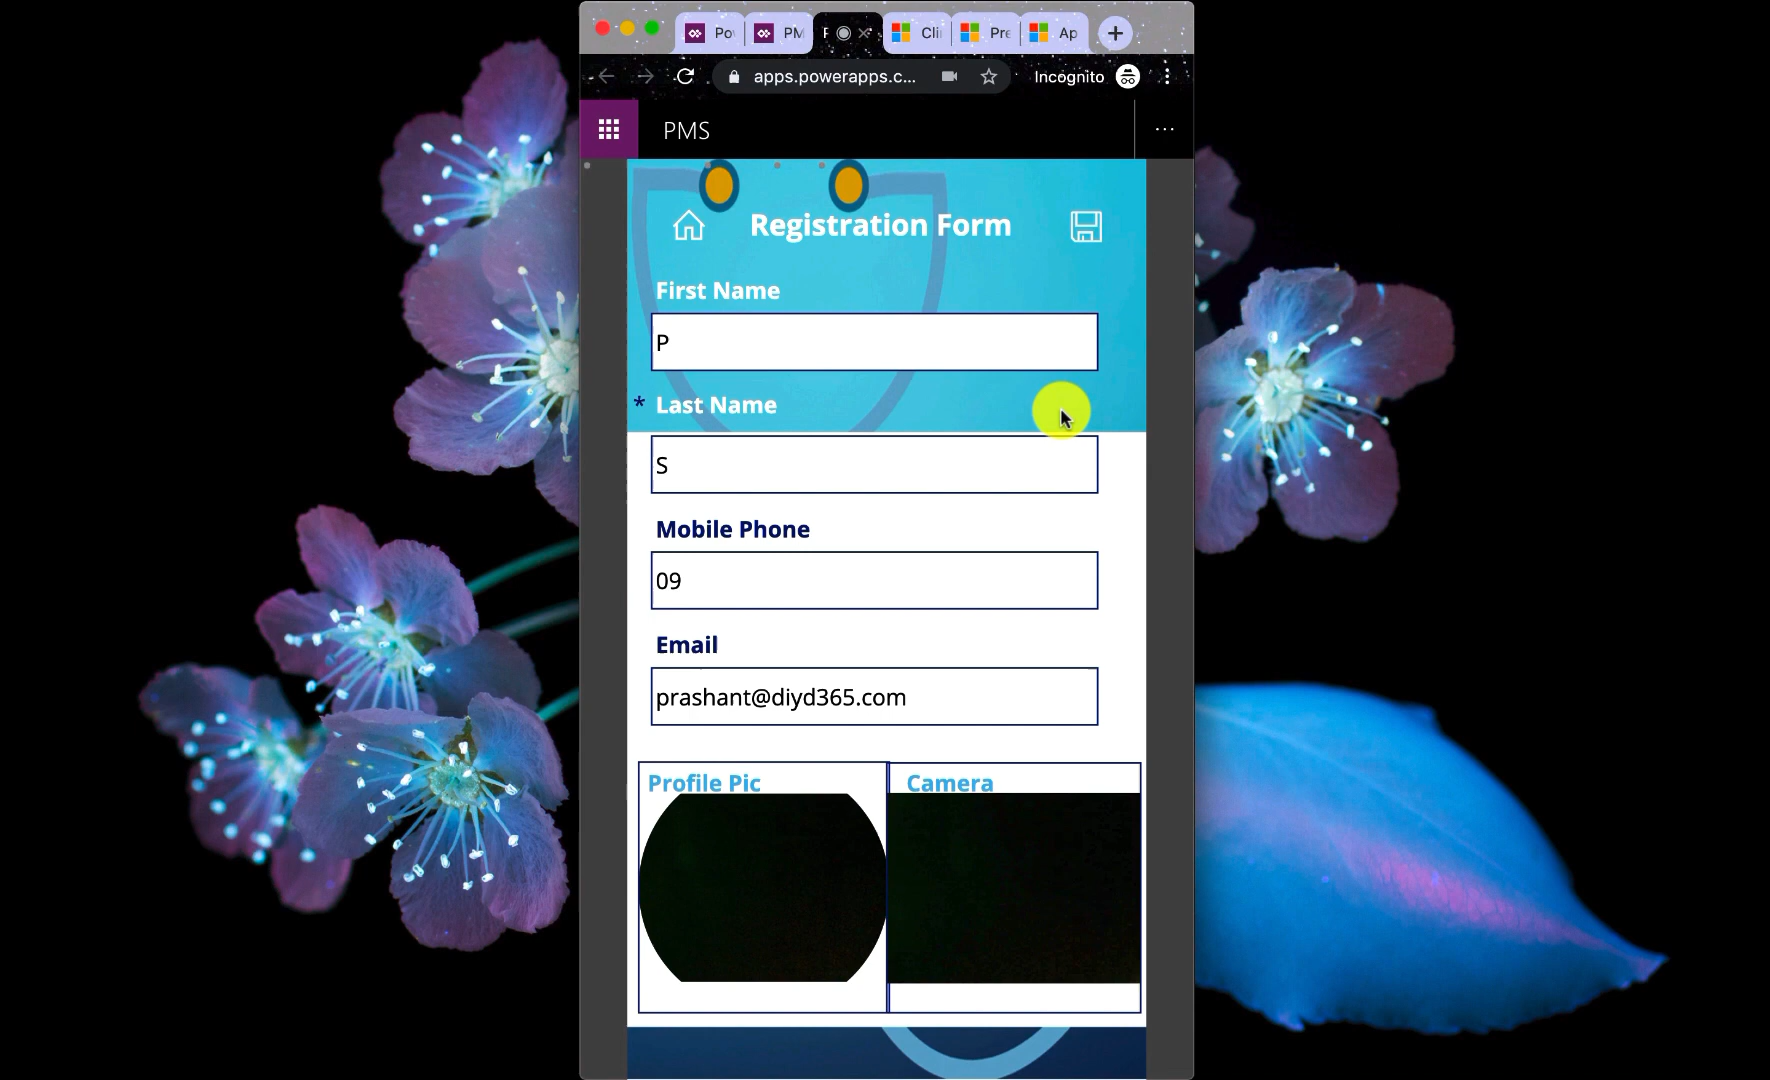 Po PM F Cli Pre Ap
apps.powerapps.c... Incognito
PMS
Registration Form
First Name
P
* Last Name
S
Mobile Phone
09
Email
prashant@diyd365.com
Profile Pic Camera